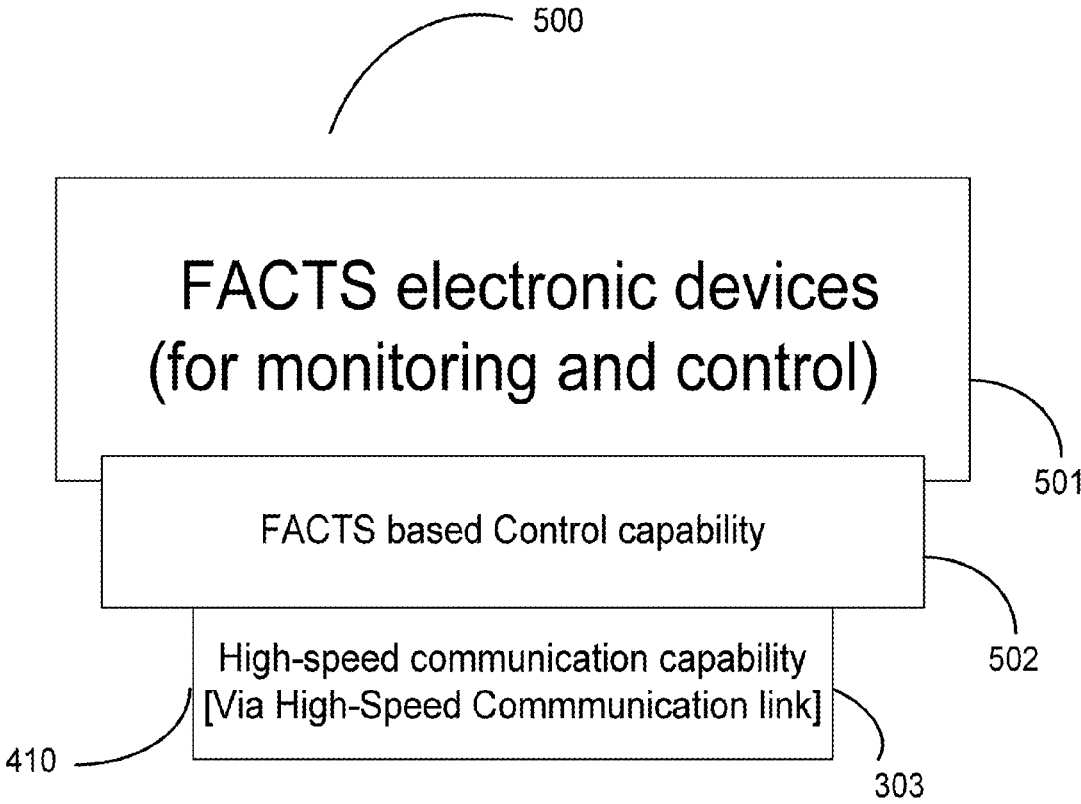 500
FACTS electronic devices
(for monitoring and control)
501
FACTS based Control capability
502
High-speed communication capability
[Via High-Speed Commmunication link]
410
303